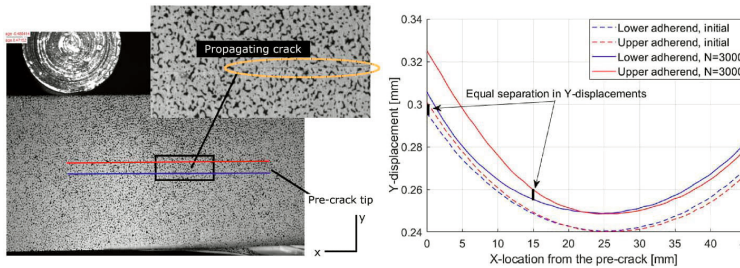 Propagating crack
Pre-crack tip
y
x
0.34
0.32
0.3
0.28
0.26
0.24
Y-displacement [mm]
Lower adherend, initial
Upper adherend, initial
Lower adherend, N=3000
Upper adherend, N=3000
Equal separation in Y-displacements
0 5 10 15 20 25 30 35 40
X-location from the pre-crack [mm]